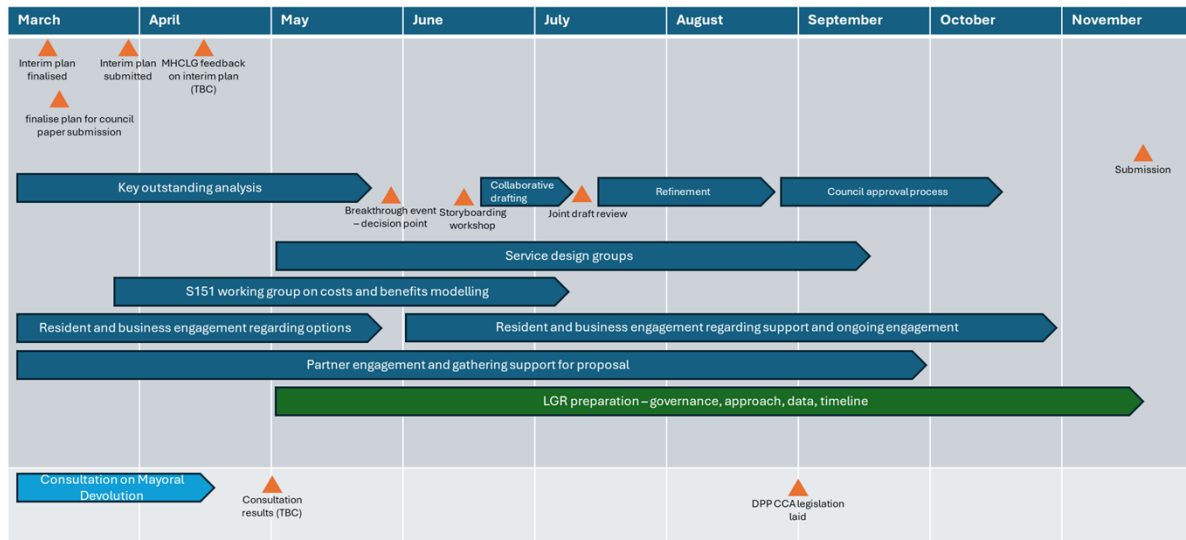 March April May June July August September October November
Interim plan
finalised
Interim plan
submitted
MHCLG feedback
on interim plan
(TBC)
finalise plan for council
paper submission
Submission
Key outstanding analysis
Breakthrough event
– decision point
Storyboarding
workshop
Collaborative
drafting
Joint draft review
Refinement
Council approval process
Service design groups
S151 working group on costs and benefits modelling
Resident and business engagement regarding options
Resident and business engagement regarding support and ongoing engagement
Partner engagement and gathering support for proposal
LGR preparation – governance, approach, data, timeline
Consultation on Mayoral
Devolution
Consultation
results (TBC)
DPP CCA legislation
laid